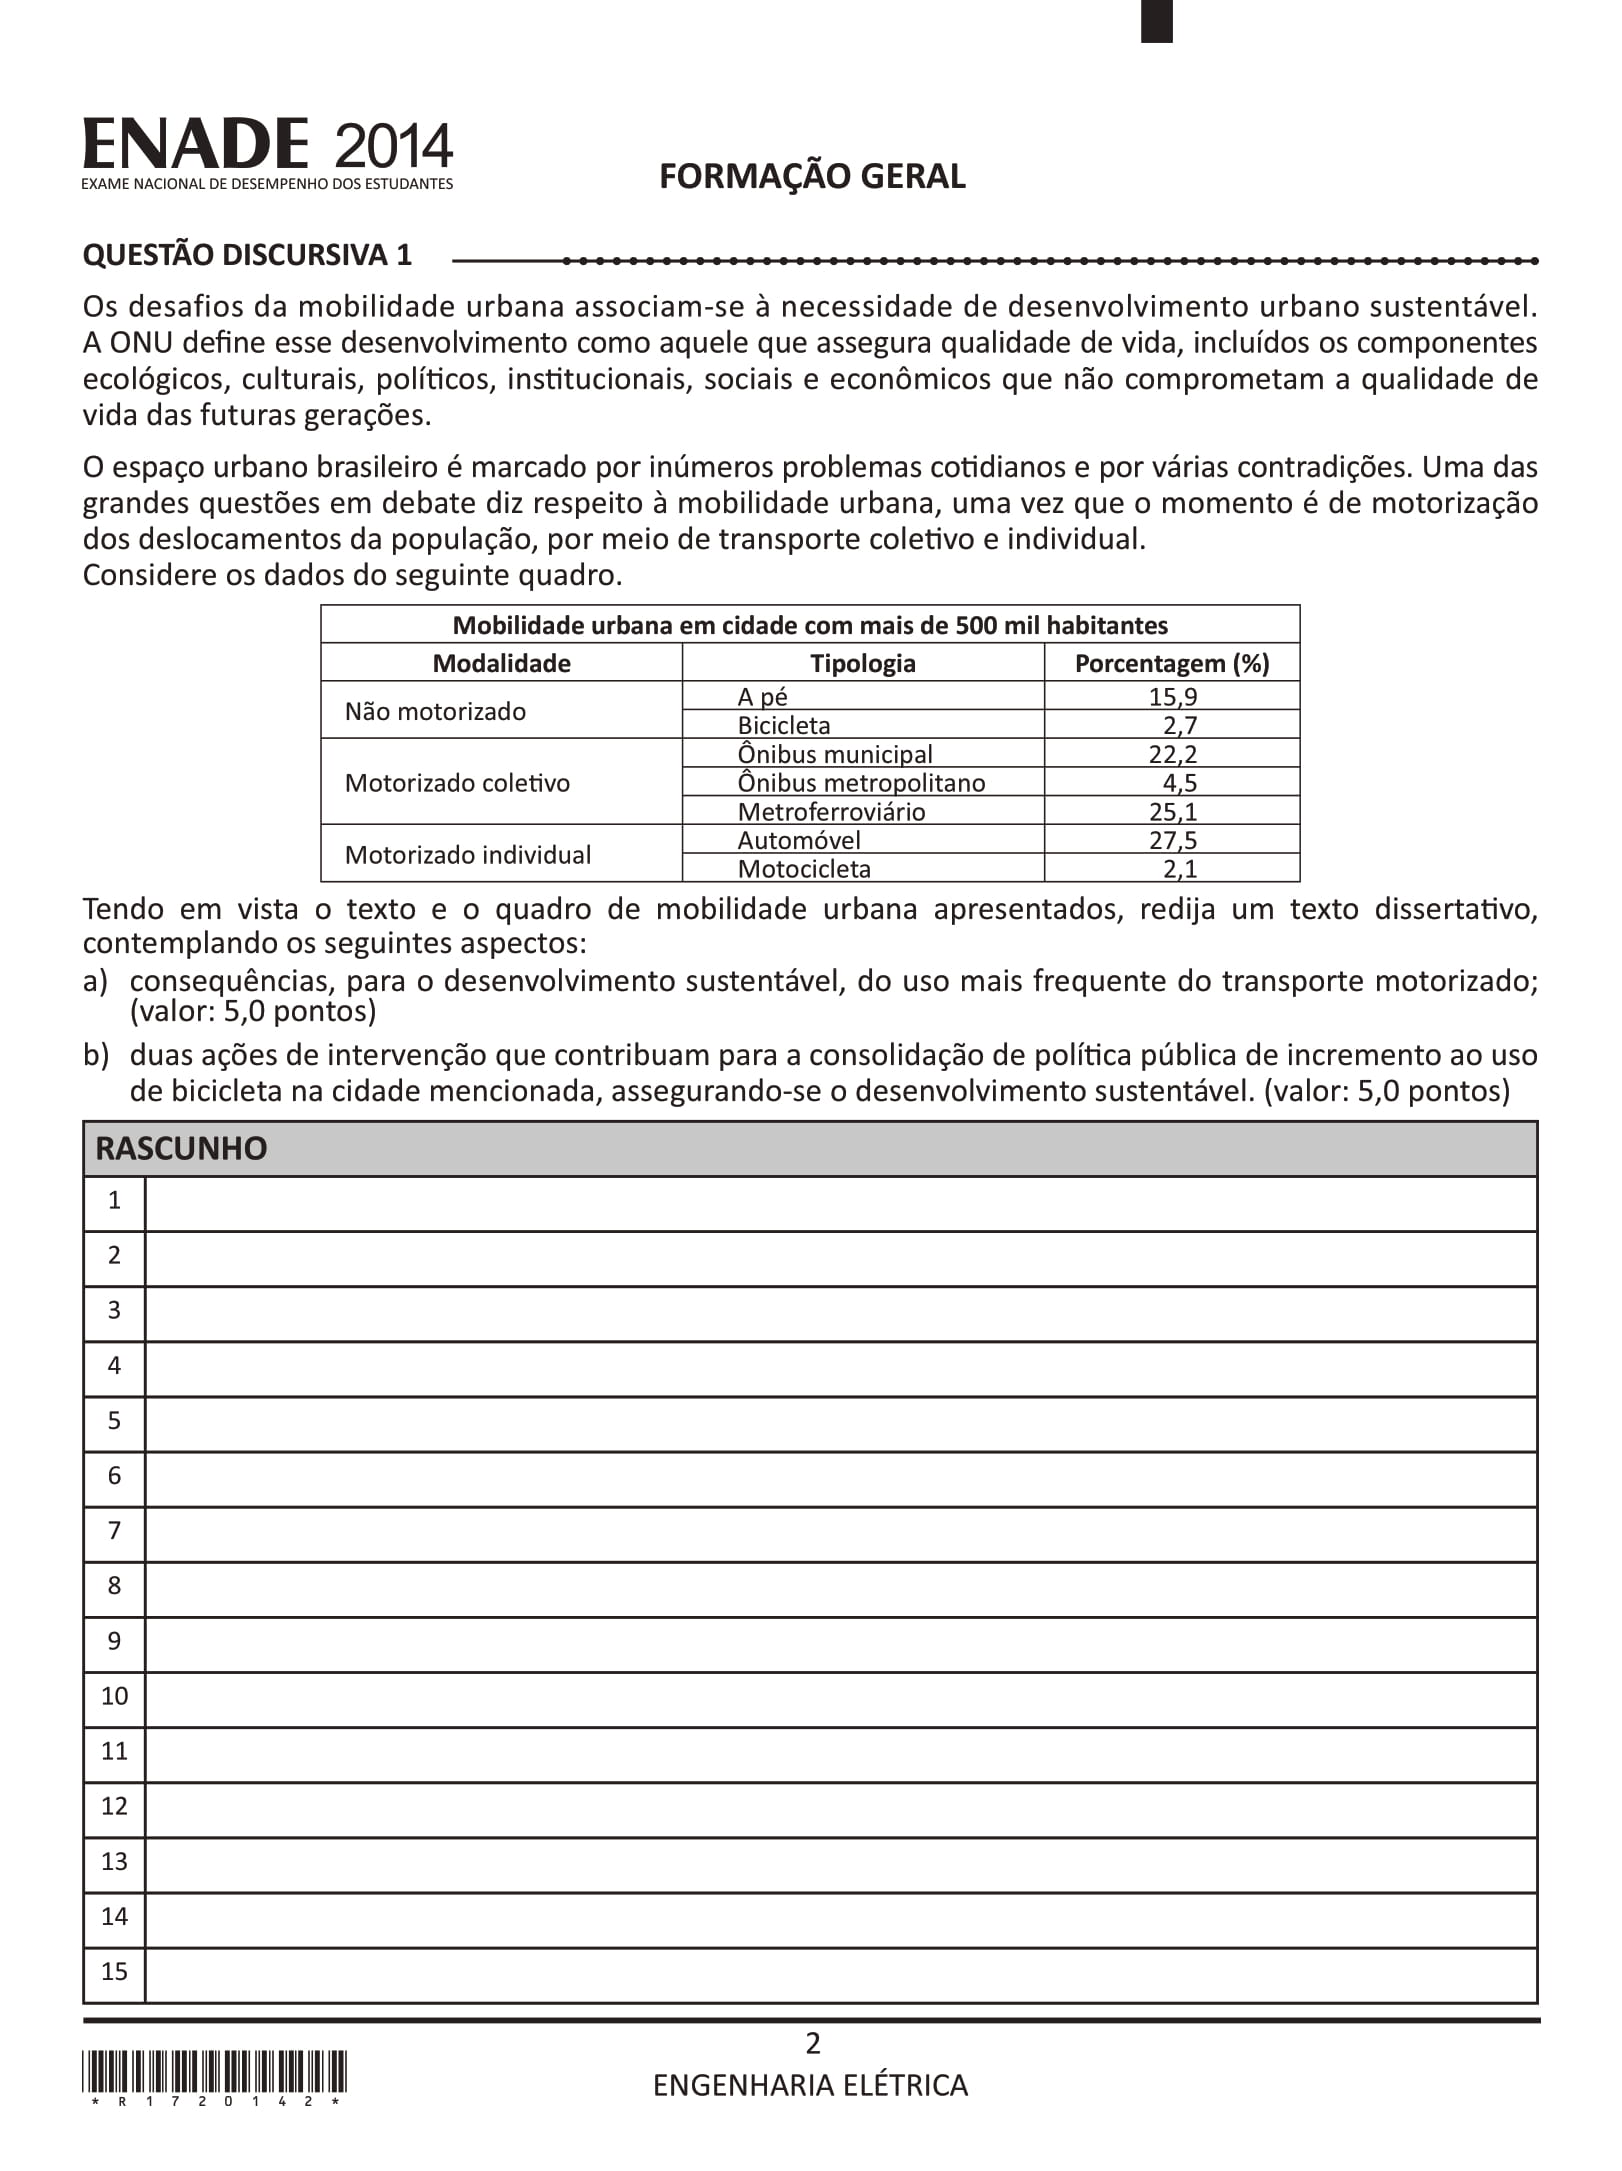 ENADE 2014
EXAME NACIONAL DE DESEMPENHO DOS ESTUDANTES
FORMAÇÃO GERAL
QUESTÃO DISCURSIVA 1
Os desafios da mobilidade urbana associam-se à necessidade de desenvolvimento urbano sustentável.
A ONU define esse desenvolvimento como aquele que assegura qualidade de vida, incluídos os componentes
ecológicos, culturais, políticos, institucionais, sociais e econômicos que não comprometam a qualidade de
vida das futuras gerações.
O espaço urbano brasileiro é marcado por inúmeros problemas cotidianos e por várias contradições. Uma das
grandes questões em debate diz respeito à mobilidade urbana, uma vez que o momento é de motorização
dos deslocamentos da população, por meio de transporte coletivo e individual.
Considere os dados do seguinte quadro.
Mobilidade urbana em cidade com mais de 500 mil habitantes
Modalidade Tipologia Porcentagem (%)
Não motorizado
A pé 15,9
Bicicleta 2,7
Motorizado coletivo
Ônibus municipal 22,2
Ônibus metropolitano 4,5
Metroferroviário 25,1
Motorizado individual
Automóvel 27,5
Motocicleta 2,1
Tendo em vista o texto e o quadro de mobilidade urbana apresentados, redija um texto dissertativo,
contemplando os seguintes aspectos:
a) consequências, para o desenvolvimento sustentável, do uso mais frequente do transporte motorizado;
(valor: 5,0 pontos)
b) duas ações de intervenção que contribuam para a consolidação de política pública de incremento ao uso
de bicicleta na cidade mencionada, assegurando-se o desenvolvimento sustentável. (valor: 5,0 pontos)
RASCUNHO
1
2
3
4
5
6
7
8
9
10
11
12
13
14
15
2
ENGENHARIA ELÉTRICA
* R 1 7 2 0 1 4 2 *